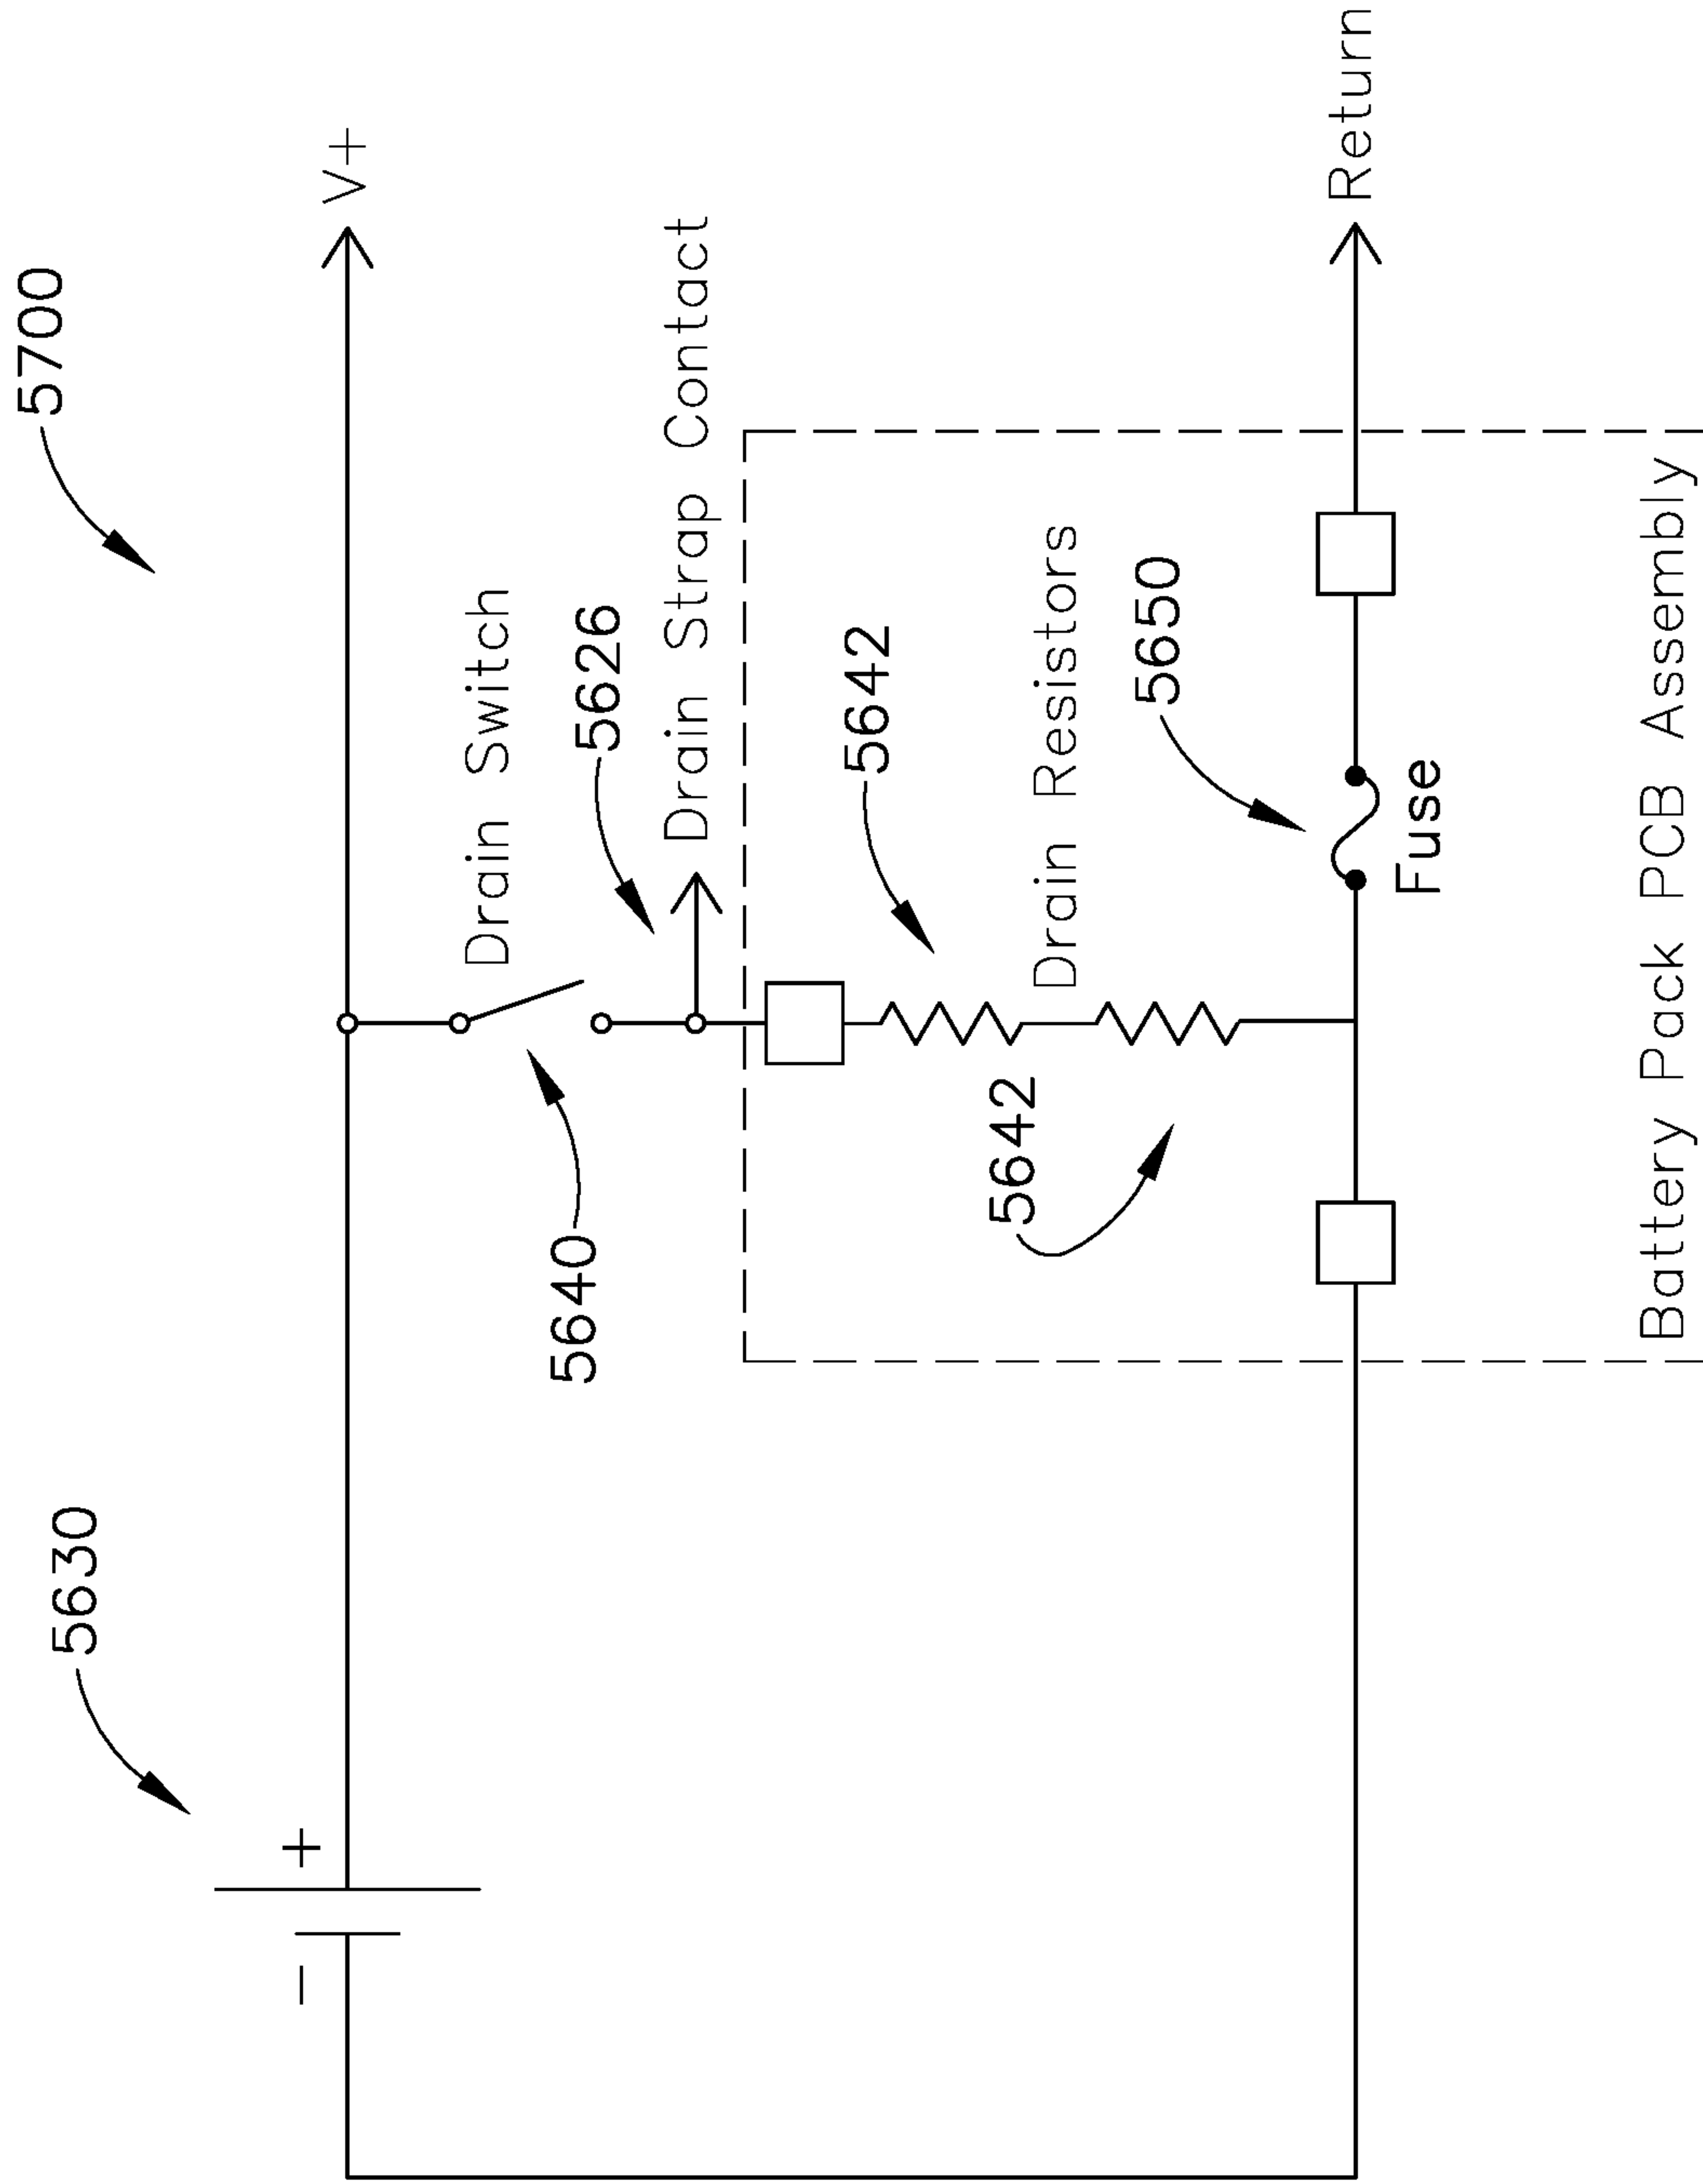 5700
5630
+
−
V+
Drain Switch
5640
5626
Drain Strap Contact
5642
5642
Drain Resistors
5650
Fuse
Return
Battery Pack PCB Assembly